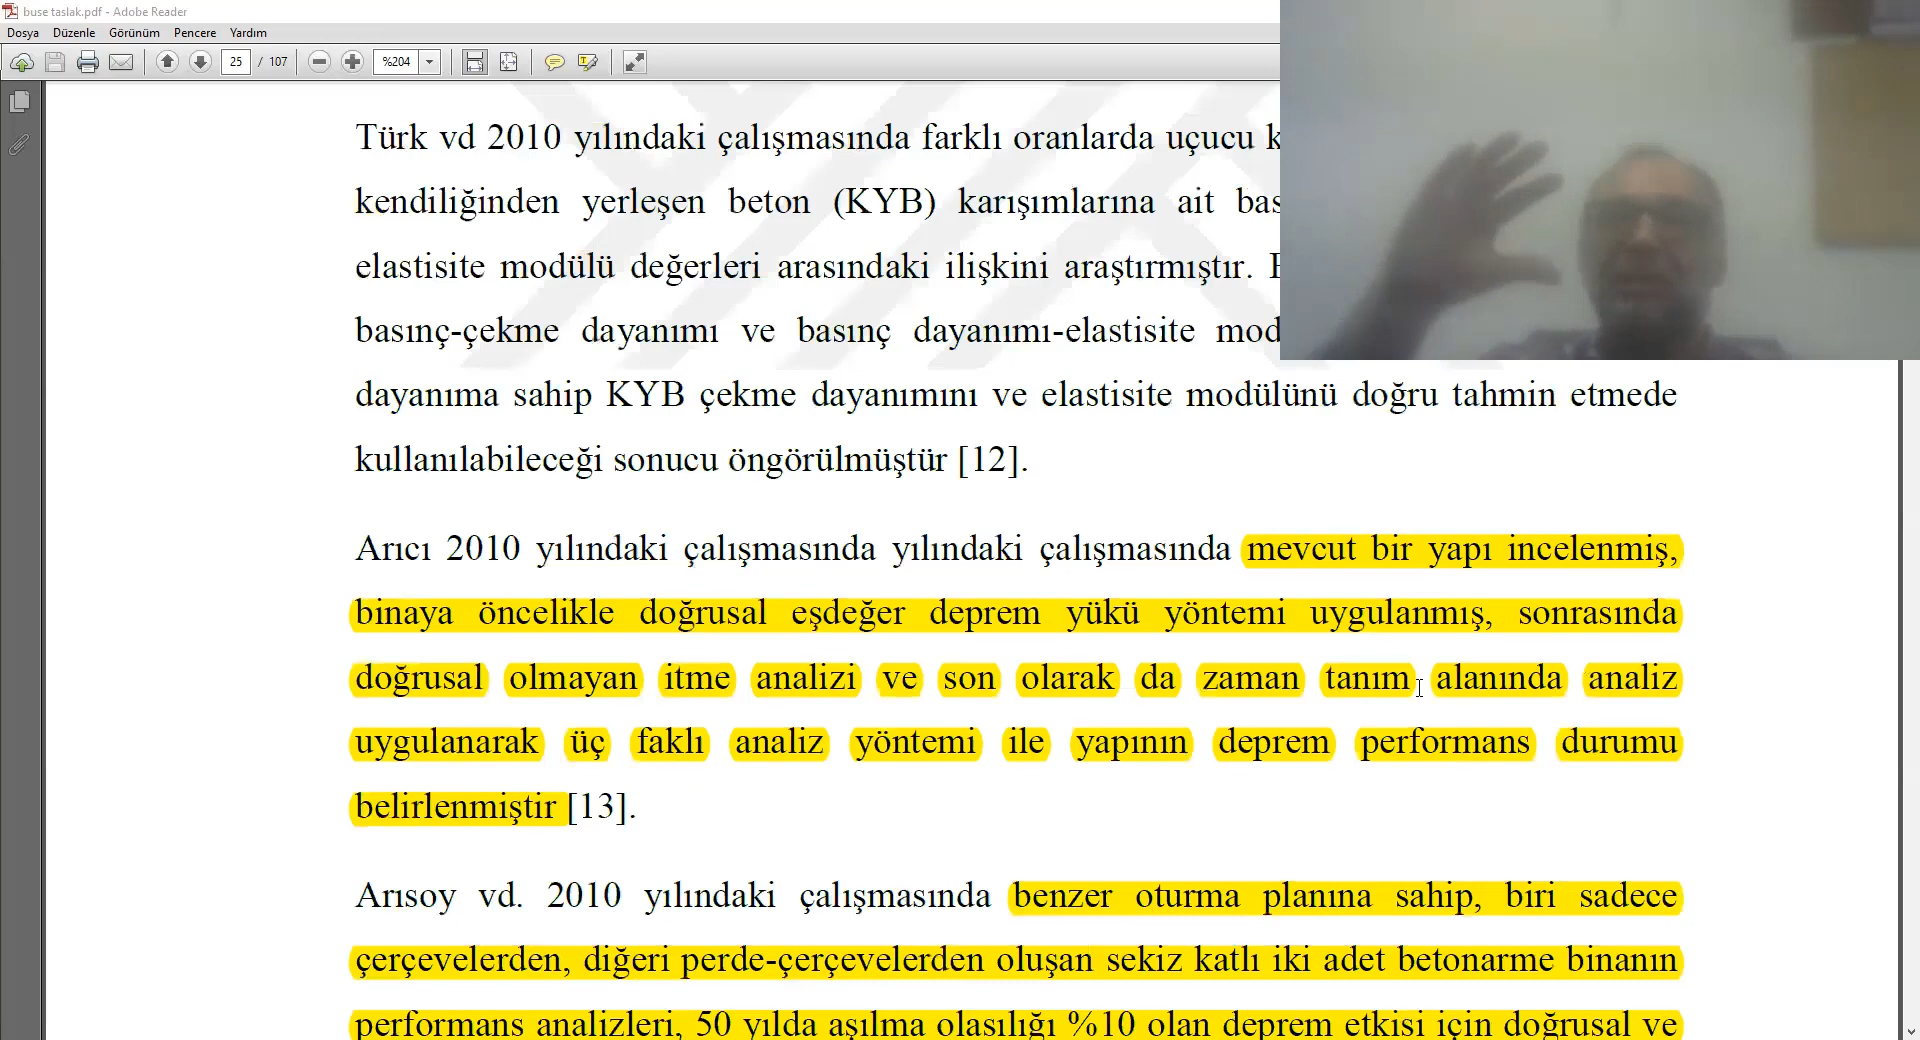 buse taslak.pdf - Adobe Reader
Dosya Düzenle Görünüm Pencere Yardım
25 / 107 %204
Türk vd 2010 yılındaki çalışmasında farklı oranlarda uçucu
kendiliğinden yerleşen beton (KYB) karışımlarına ait
elastisite modülü değerleri arasındaki ilişkini araştırmıştır.
basınç-çekme dayanımı ve basınç dayanımı-elastisite
dayanıma sahip KYB çekme dayanımını ve elastisite modülünü doğru tahmin etmede
kullanılabileceği sonucu öngörülmüştür [12].
Arıcı 2010 yılındaki çalışmasında yılındaki çalışmasında mevcut bir yapı incelenmiş,
binaya öncelikle doğrusal eşdeğer deprem yükü yöntemi uygulanmış, sonrasında
doğrusal olmayan itme analizi ve son olarak da zaman tanım alanında analiz
uygulanarak üç faklı analiz yöntemi ile yapının deprem performans durumu
belirlenmiştir [13].
Arısoy vd. 2010 yılındaki çalışmasında benzer oturma planına sahip, biri sadece
çerçevelerden, diğeri perde-çerçevelerden oluşan sekiz katlı iki adet betonarme binanın
performans analizleri, 50 yılda aşılma olasılığı %10 olan deprem etkisi için doğrusal ve